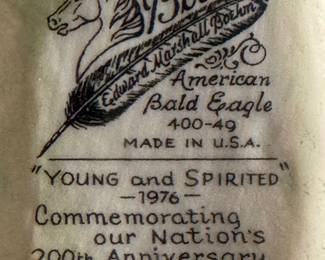 Edward Marshall Boehm
American
Bald Eagle
400-49
MADE IN U.S.A.
"YOUNG and SPIRITED"
—1976—
Commemorating
our Nation's
200th Anniversary